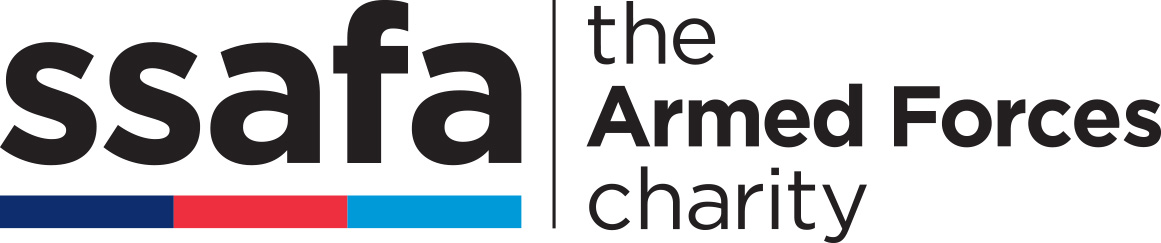 ssafa
the
Armed Forces
charity